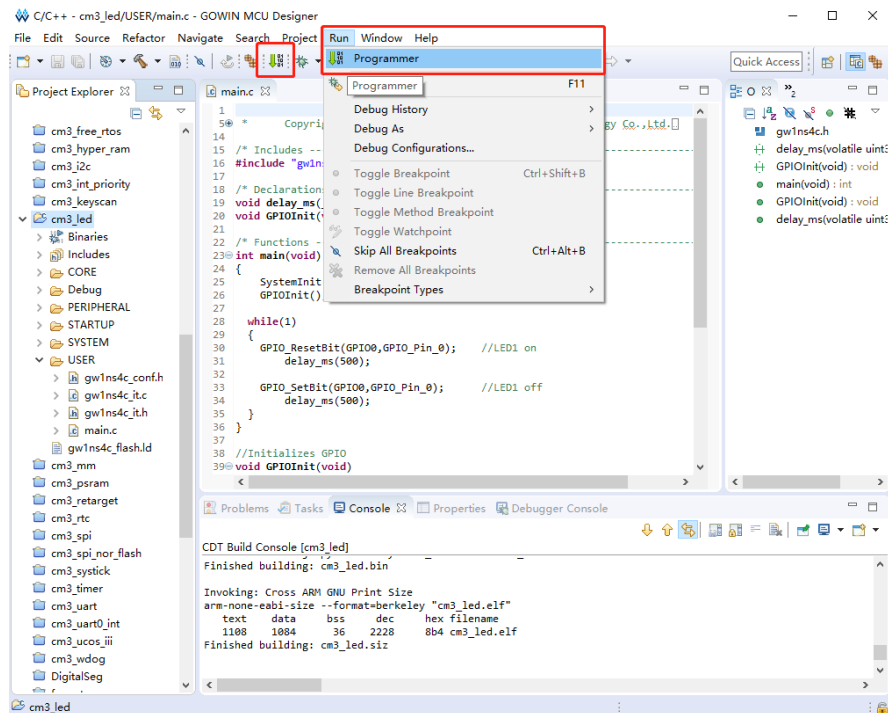 C/C++ - cm3_led/USER/main.c - GOWIN MCU Designer
File Edit Source Refactor Navigate Search Project Run Window Help
Quick Access
Programmer
Programmer
F11
Debug History
Debug As
Debug Configurations...
Toggle Breakpoint Ctrl+Shift+B
Toggle Line Breakpoint
Toggle Method Breakpoint
Toggle Watchpoint
Skip All Breakpoints Ctrl+Alt+B
Remove All Breakpoints
Breakpoint Types
Project Explorer
cm3_free_rtos
cm3_hyper_ram
cm3_i2c
cm3_int_priority
cm3_keyscan
cm3_led
Binaries
Includes
CORE
Debug
PERIPHERAL
STARTUP
SYSTEM
USER
gw1ns4c_conf.h
gw1ns4c_it.c
gw1ns4c_it.h
main.c
gw1ns4c_flash.ld
cm3_mm
cm3_psram
cm3_retarget
cm3_rtc
cm3_spi
cm3_spi_nor_flash
cm3_systick
cm3_timer
cm3_uart
cm3_uart0_int
cm3_ucos_iii
cm3_wdog
DigitalSeg
main.c
1
5 * Copyri gy Co.,Ltd.
14
15 /* Includes --
16 #include "gw1n
17
18 /* Declaration
19 void delay_ms(
20 void GPIOInit(
21
22 /* Functions -
23 int main(void)
24 {
25 SystemInit
26 GPIOInit()
27
28 while(1)
29 {
30 GPIO_ResetBit(GPIO0,GPIO_Pin_0); //LED1 on
31 delay_ms(500);
32
33 GPIO_SetBit(GPIO0,GPIO_Pin_0); //LED1 off
34 delay_ms(500);
35 }
36 }
37
38 //Initializes GPIO
39 void GPIOInit(void)
O
2
gw1ns4c.h
delay_ms(volatile uint3
GPIOInit(void) : void
main(void) : int
GPIOInit(void) : void
delay_ms(volatile uint3
Problems Tasks Console Properties Debugger Console
CDT Build Console [cm3_led]
Finished building: cm3_led.bin
Invoking: Cross ARM GNU Print Size
arm-none-eabi-size --format=berkeley "cm3_led.elf"
text data bss dec hex filename
1108 1084 36 2228 8b4 cm3_led.elf
Finished building: cm3_led.siz
cm3_led